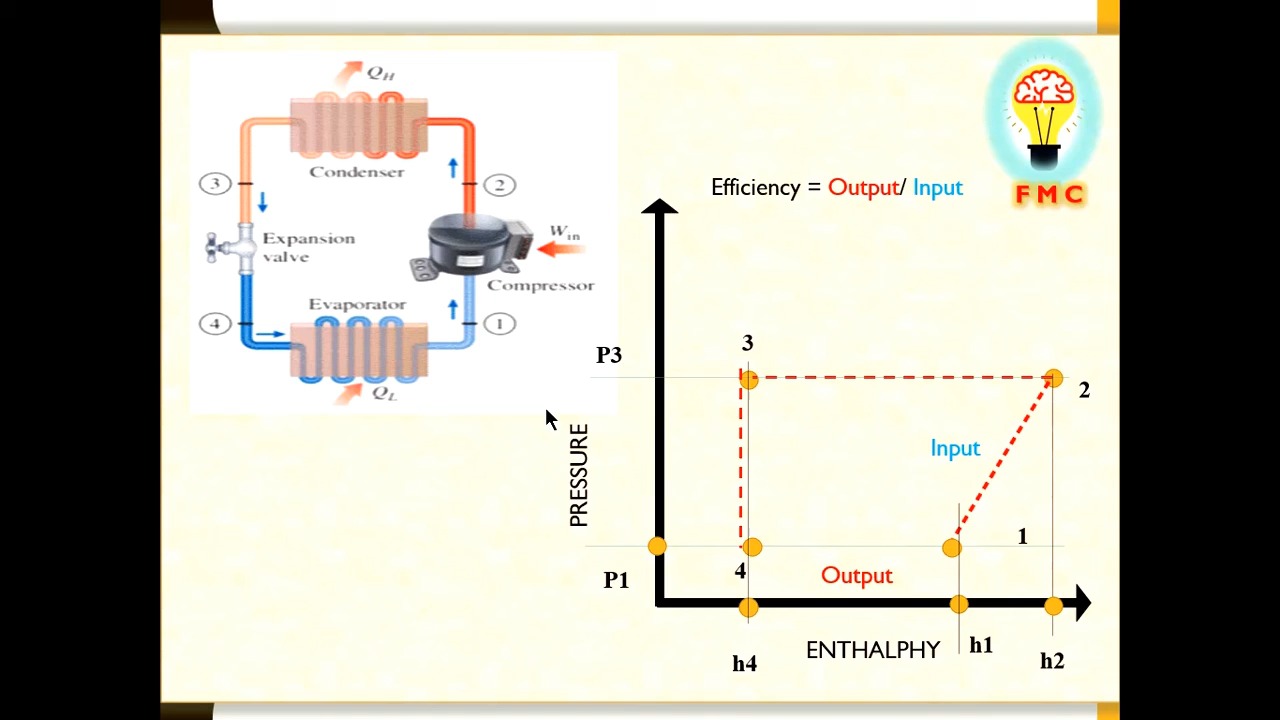 Q_H
Condenser
3
2
Expansion
valve
W_in
Compressor
Evaporator
4
1
Q_L
FMC
Efficiency = Output/ Input
3
P3
2
Input
PRESSURE
1
4
Output
P1
ENTHALPHY
h1
h4
h2